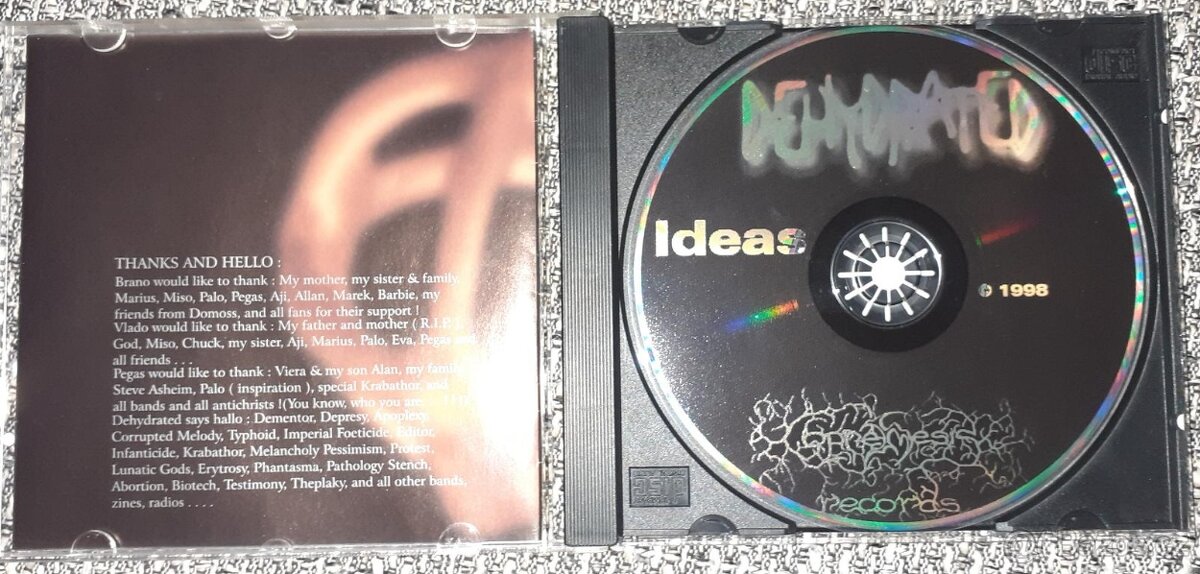 THANKS AND HELLO :
Brano would like to thank : My mother, my sister & family,
Marius, Miso, Palo, Pegas, Aji, Allan, Marek, Barbie, my
friends from Domoss, and all fans for their support !
Vlado would like to thank : My father and mother ( R.I.P. ),
God, Miso, Chuck, my sister, Aji, Marius, Palo, Eva, Pegas and
all friends . . .
Pegas would like to thank : Viera & my son Alan, my family,
Steve Asheim, Palo ( inspiration ), special Krabathor, and
all bands and all antichrists !(You know, who you are
Dehydrated says hallo : Dementor, Depresy, Apoplexy,
Corrupted Melody, Typhoid, Imperial Foeticide, Editor,
Infanticide, Krabathor, Melancholy Pessimism, Protest,
Lunatic Gods, Erytrosy, Phantasma, Pathology Stench,
Abortion, Biotech, Testimony, Theplaky, and all other bands,
zines, radios . . . .
DEHYDRATED
Ideas
℗ 1998
records